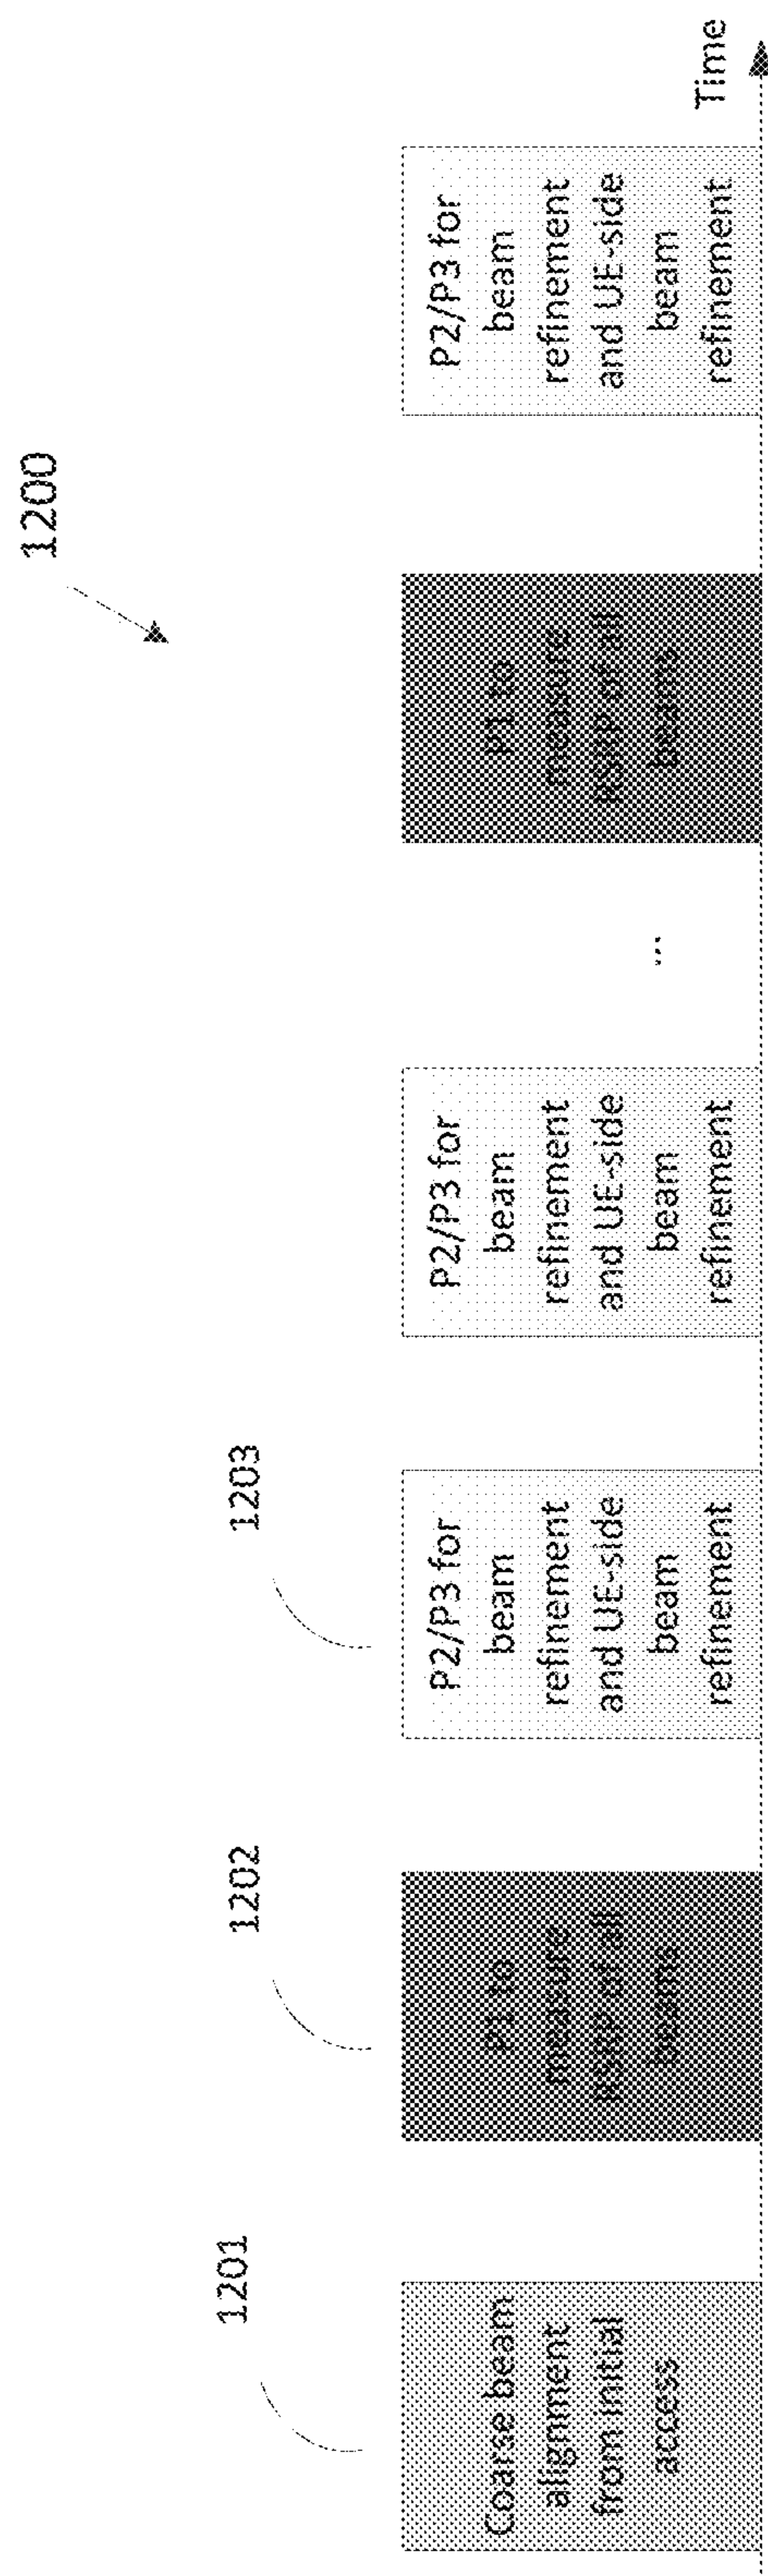 1200
1201
1202
1203
Coarse beam
alignment
from initial
access
P1 to
measure
RSRP of all
beams
P2/P3 for
beam
refinement
and UE-side
beam
refinement
P2/P3 for
beam
refinement
and UE-side
beam
refinement
...
P1 to
measure
RSRP of all
beams
P2/P3 for
beam
refinement
and UE-side
beam
refinement
Time